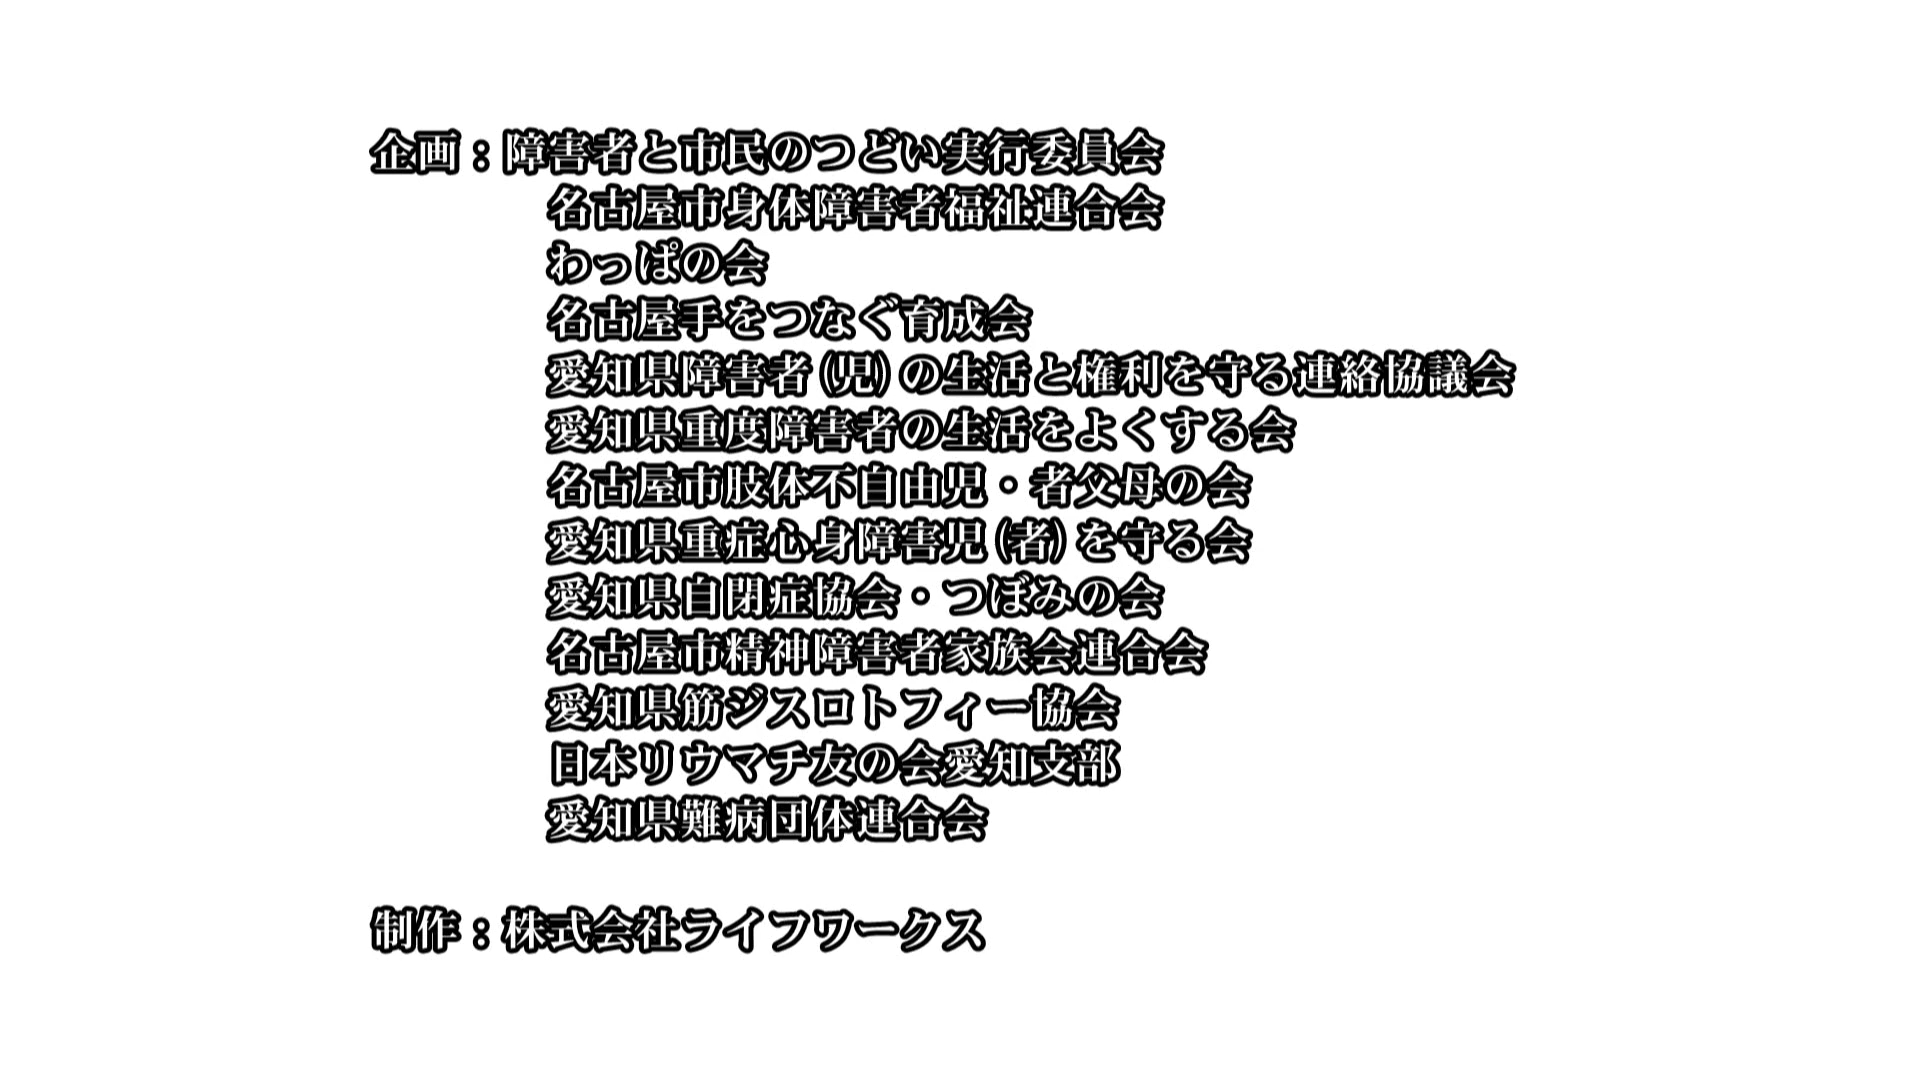 企画：障害者と市民のつどい実行委員会
名古屋市身体障害者福祉連合会
わっぱの会
名古屋手をつなぐ育成会
愛知県障害者(児)の生活と権利を守る連絡協議会
愛知県重度障害者の生活をよくする会
名古屋市肢体不自由児・者父母の会
愛知県重症心身障害児(者)を守る会
愛知県自閉症協会・つぼみの会
名古屋市精神障害者家族会連合会
愛知県筋ジスロトフィー協会
日本リウマチ友の会愛知支部
愛知県難病団体連合会
制作：株式会社ライフワークス